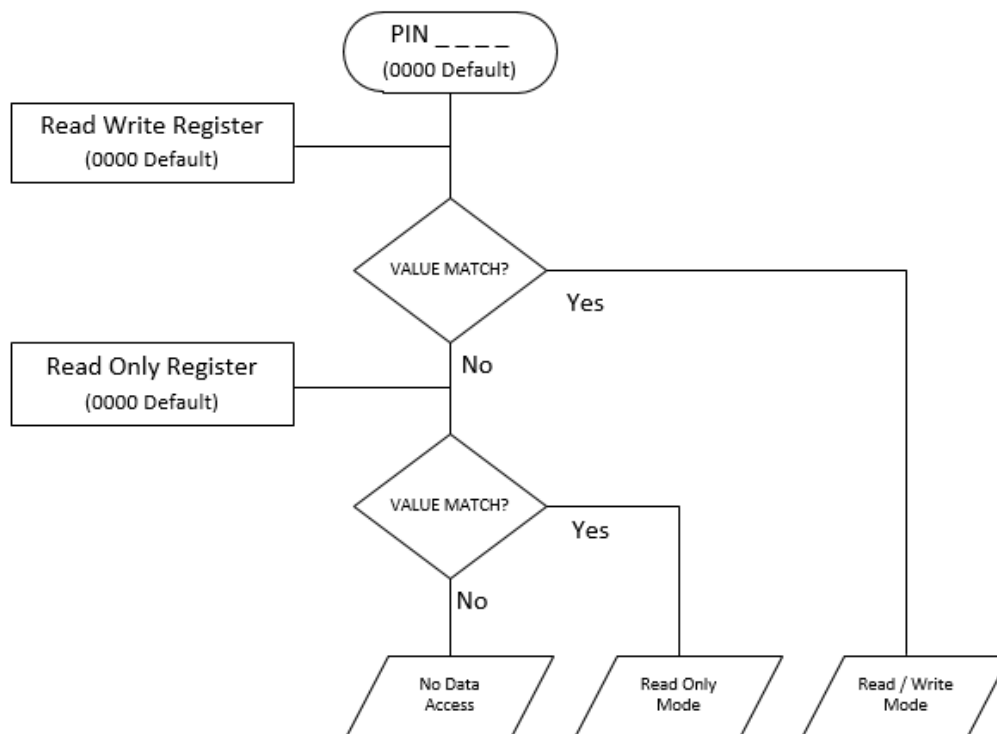 PIN _ _ _ _
(0000 Default)
Read Write Register
(0000 Default)
VALUE MATCH?
Yes
No
Read Only Register
(0000 Default)
VALUE MATCH?
Yes
No
No Data
Access
Read Only
Mode
Read / Write
Mode